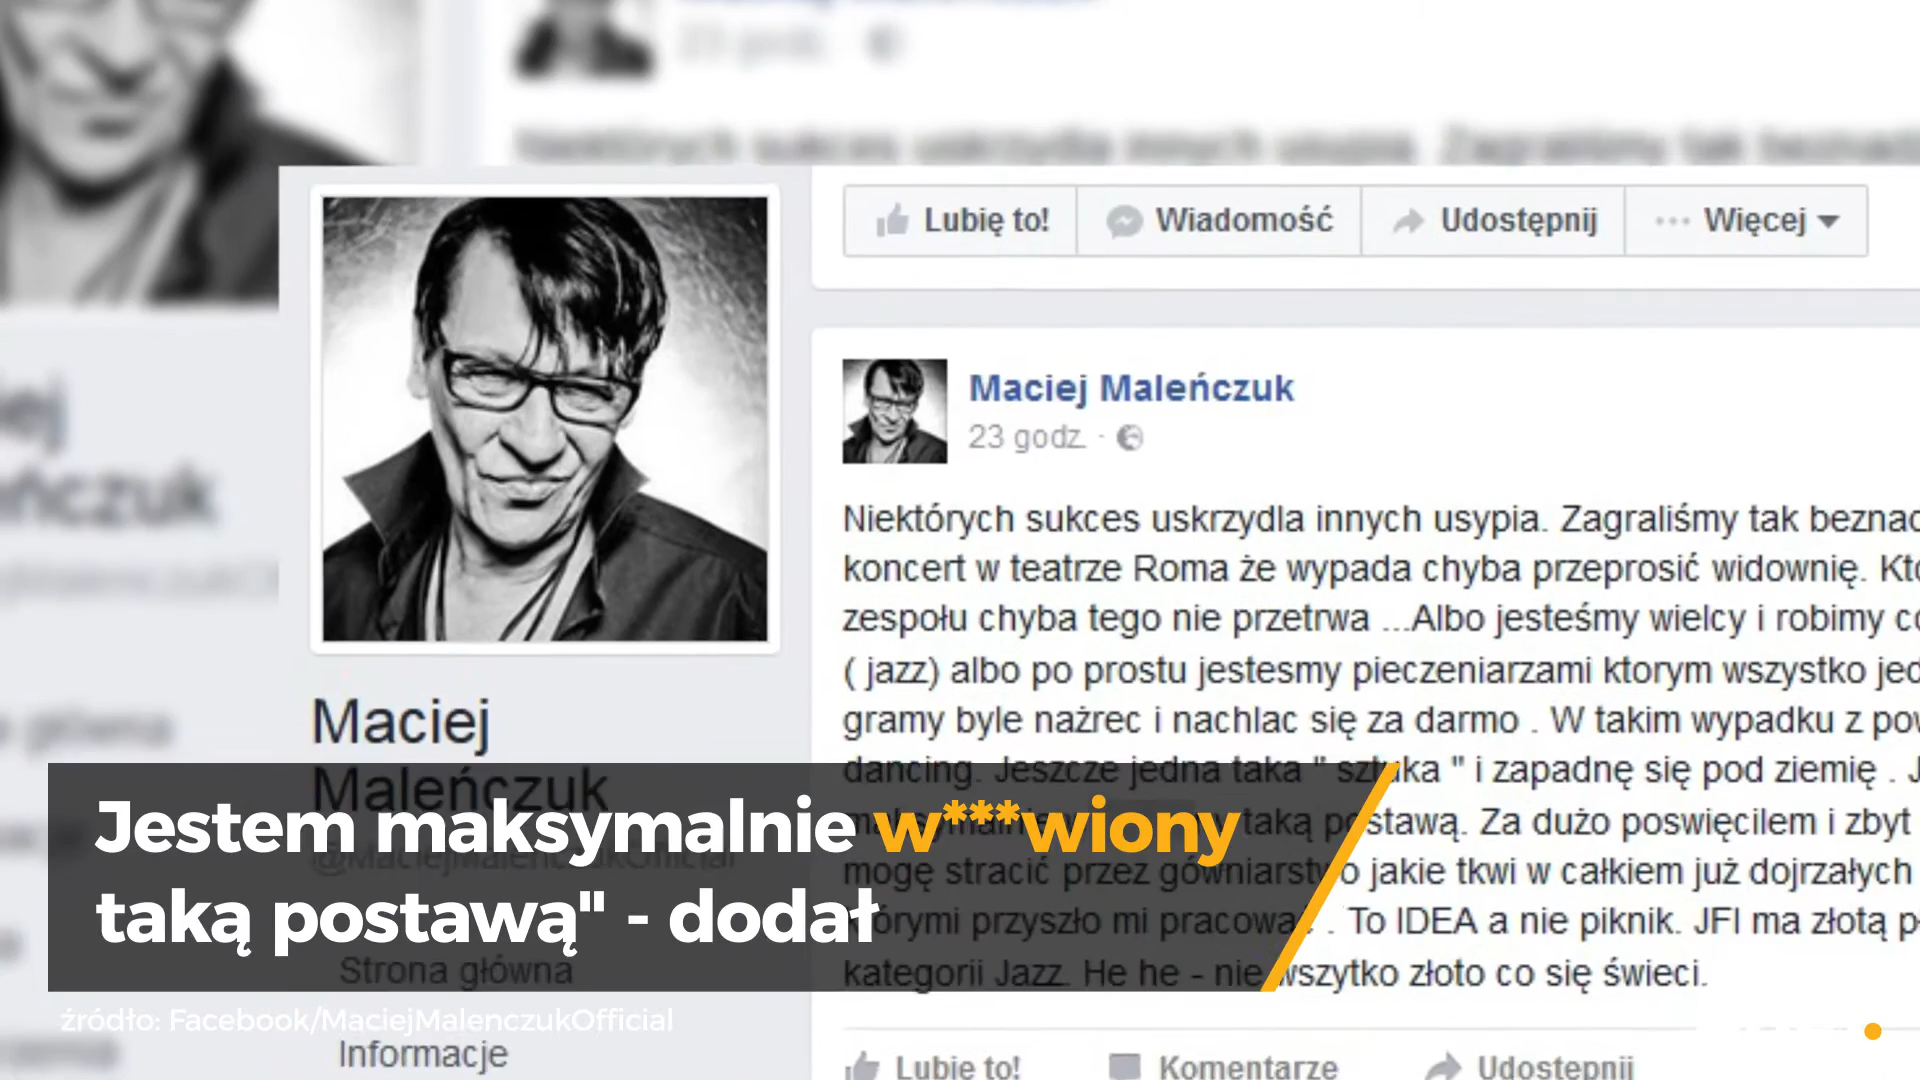 Lubię to!
Wiadomość
Udostępnij
Więcej
Maciej Maleńczuk
23 godz.
Niektórych sukces uskrzydla innych usypia. Zagraliśmy tak
koncert w teatrze Roma że wypada chyba przeprosić widownię.
zespołu chyba tego nie przetrwa ...Albo jesteśmy wielcy i robimy
( jazz) albo po prostu jestesmy pieczeniarzami ktorym wszystko
gramy byle nażrec i nachlac się za darmo . W takim wypadku z
dancing. Jeszcze jedna taka " sztuka " i zapadnę się pod ziemię .
taką postawą. Za dużo poswięcilem i zbyt
mogę stracić przez gówniarstwo jakie tkwi w całkiem już dojrzałych
którymi przyszło mi pracować . To IDEA a nie piknik. JFI ma złotą
kategorii Jazz. He he - nie wszytko złoto co się świeci.
Lubię to!
Komentarze
Udostępnij
Maciej
Maleńczuk
@MaciejMalenczukOfficial
Strona główna
Informacje
Jestem maksymalnie w***wiony
taką postawą" - dodał
źródło: Facebook/MaciejMalenczukOfficial